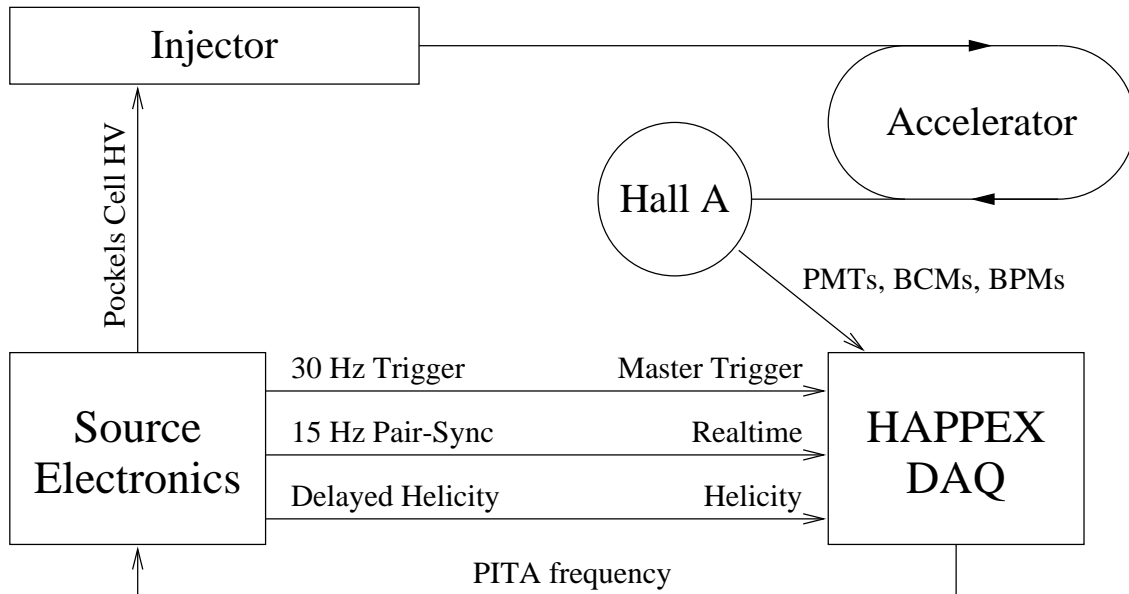 Injector
Accelerator
Pockels Cell HV
Hall A
PMTs, BCMs, BPMs
30 Hz Trigger
Master Trigger
Source
Electronics
15 Hz Pair-Sync
Realtime
HAPPEX
DAQ
Delayed Helicity
Helicity
PITA frequency